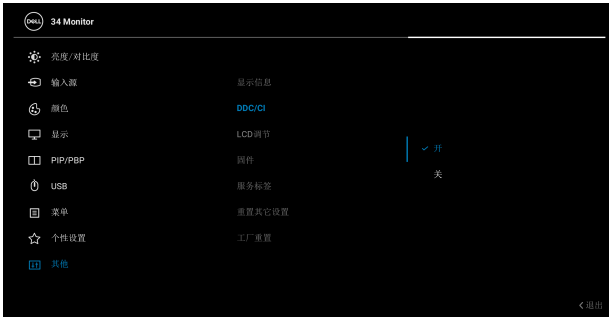 DELL
34 Monitor
亮度/对比度
输入源
颜色
显示
PIP/PBP
USB
菜单
个性设置
其他
显示信息
DDC/CI
LCD调节
固件
服务标签
重置其它设置
工厂重置
开
关
退出